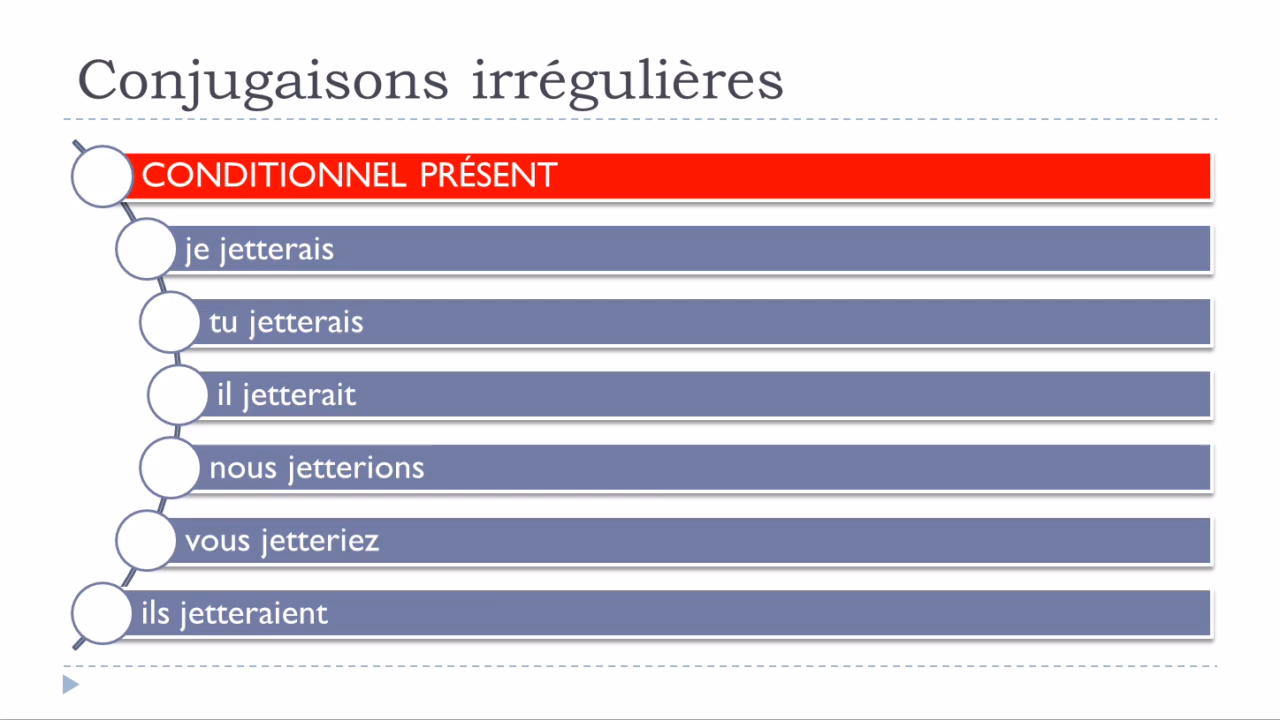 Conjugaisons irrégulières
CONDITIONNEL PRÉSENT
je jetterais
tu jetterais
il jetterait
nous jetterions
vous jetteriez
ils jetteraient